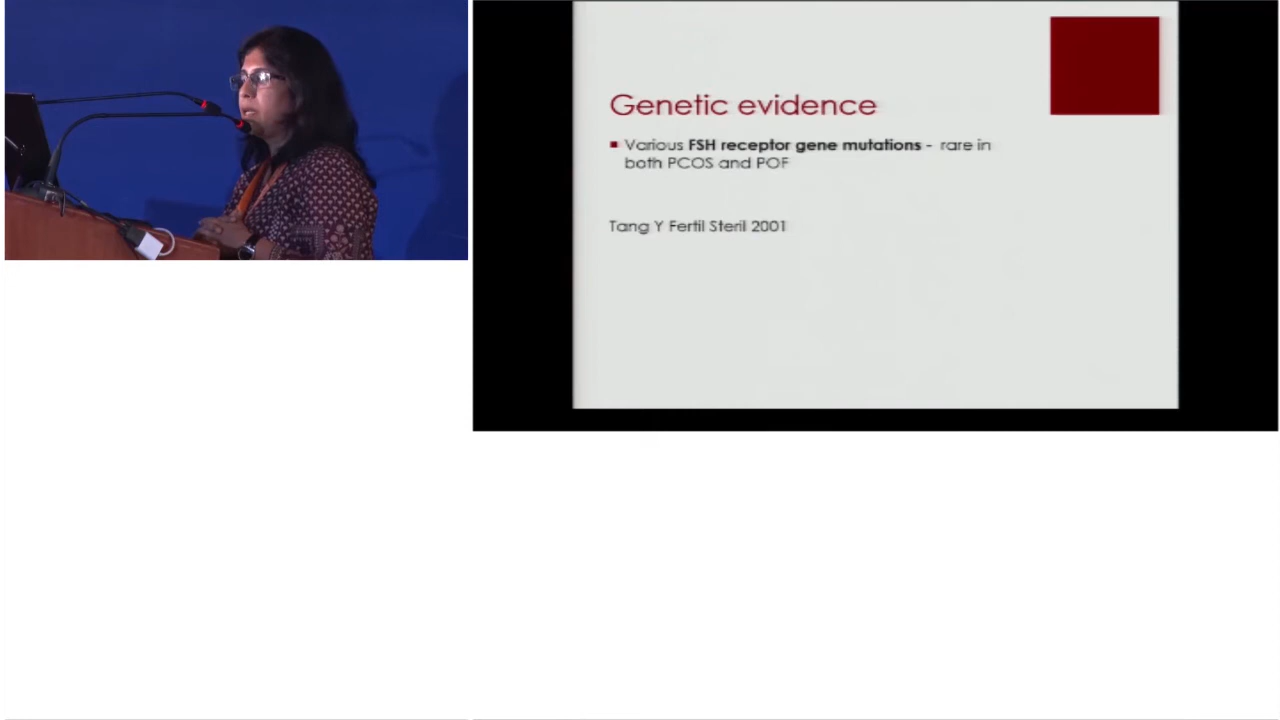 Genetic evidence
Various FSH receptor gene mutations - rare in
both PCOS and POF
Tang Y Fertil Steril 2001